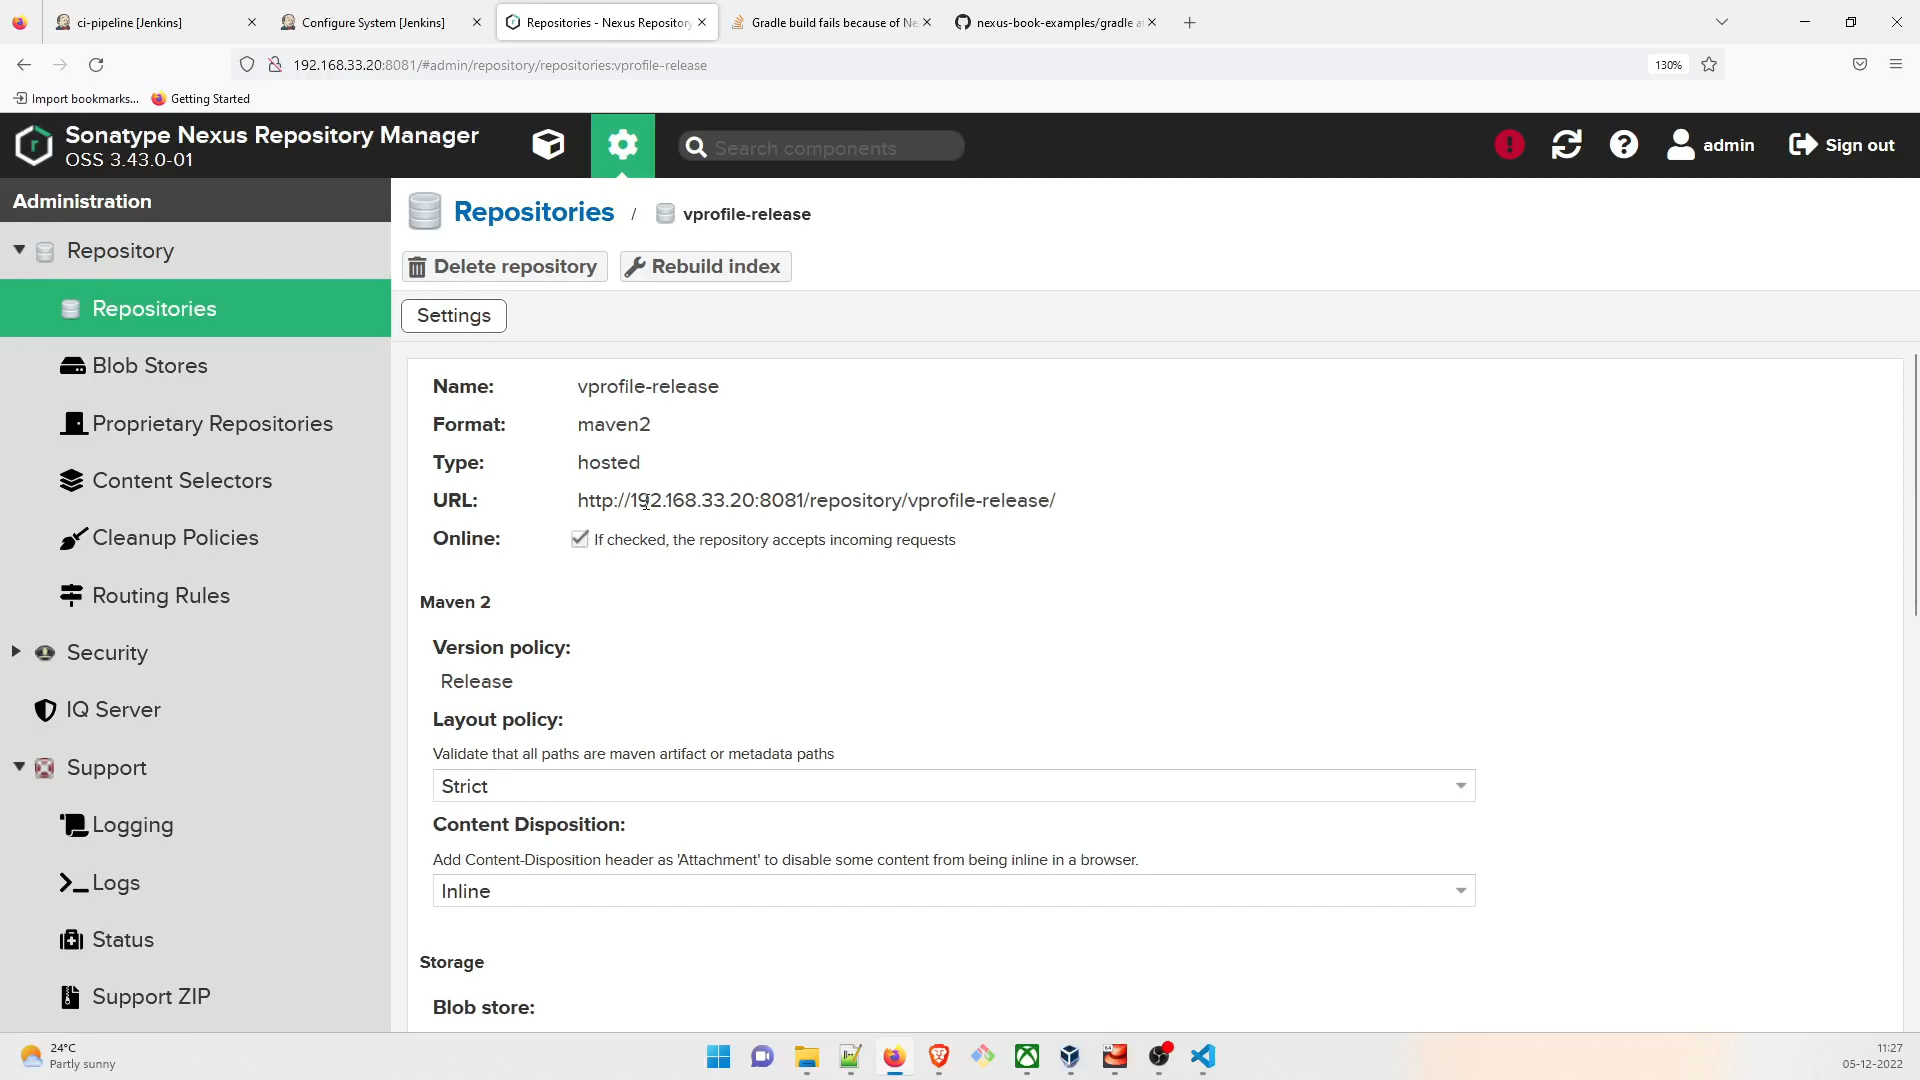 ci-pipeline [Jenkins]
Configure System [Jenkins]
Repositories - Nexus Repository
Gradle build fails because of Ne
nexus-book-examples/gradle at
192.168.33.20:8081/#admin/repository/repositories:vprofile-release
130%
Import bookmarks...
Getting Started
Sonatype Nexus Repository Manager
OSS 3.43.0-01
Search components
admin
Sign out
Administration
Repository
Repositories
Blob Stores
Proprietary Repositories
Content Selectors
Cleanup Policies
Routing Rules
Security
IQ Server
Support
Logging
Logs
Status
Support ZIP
Repositories / vprofile-release
Delete repository
Rebuild index
Settings
Name: vprofile-release
Format: maven2
Type: hosted
URL: http://192.168.33.20:8081/repository/vprofile-release/
Online: If checked, the repository accepts incoming requests
Maven 2
Version policy:
Release
Layout policy:
Validate that all paths are maven artifact or metadata paths
Strict
Content Disposition:
Add Content-Disposition header as 'Attachment' to disable some content from being inline in a browser.
Inline
Storage
Blob store:
24°C
Partly sunny
11:27
05-12-2022